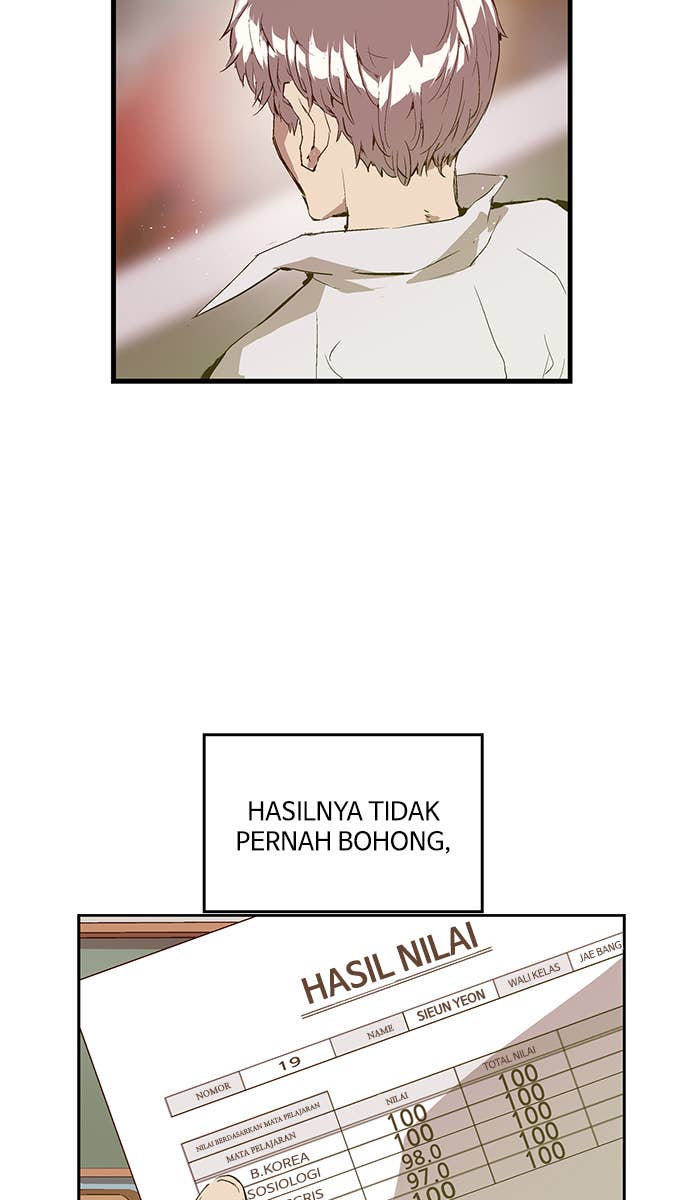 HASILNYA TIDAK
PERNAH BOHONG,
HASIL NILAI
NOMOR 19 NAME SIEUN YEON WALI KELAS JAE BANG
NILAI BERDASARKAN MATA PELAJARAN
MATA PELAJARAN NILAI TOTAL NILAI
B.KOREA 100 100
SOSIOLOGI 100 100
98.0 100
97.0 100
100 100